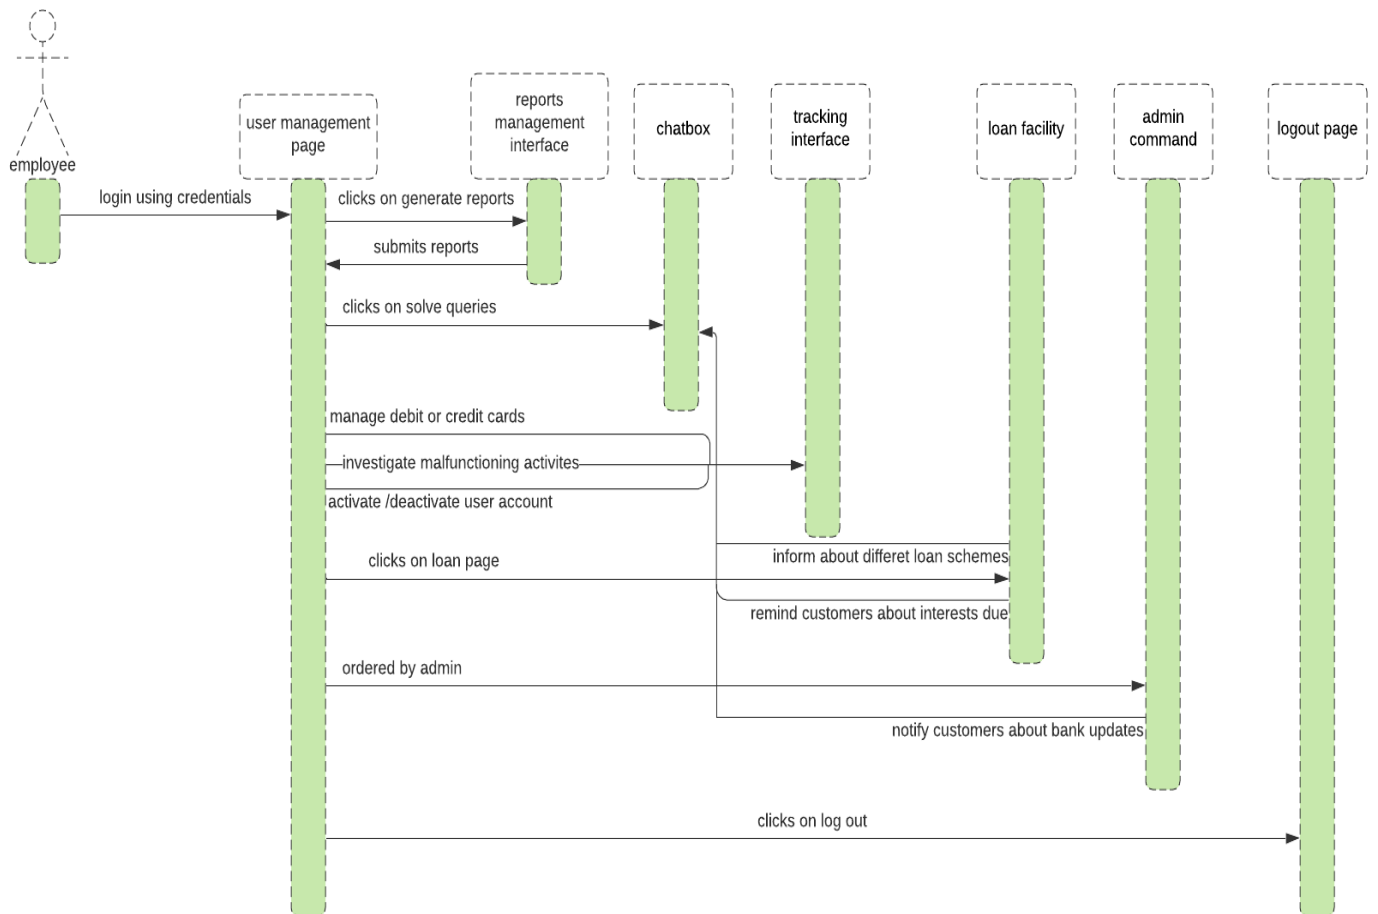 employee
user management
page
reports
management
interface
chatbox
tracking
interface
loan facility
admin
command
logout page
login using credentials
clicks on generate reports
submits reports
clicks on solve queries
manage debit or credit cards
investigate malfunctioning activites
activate /deactivate user account
inform about differet loan schemes
clicks on loan page
remind customers about interests due
ordered by admin
notify customers about bank updates
clicks on log out